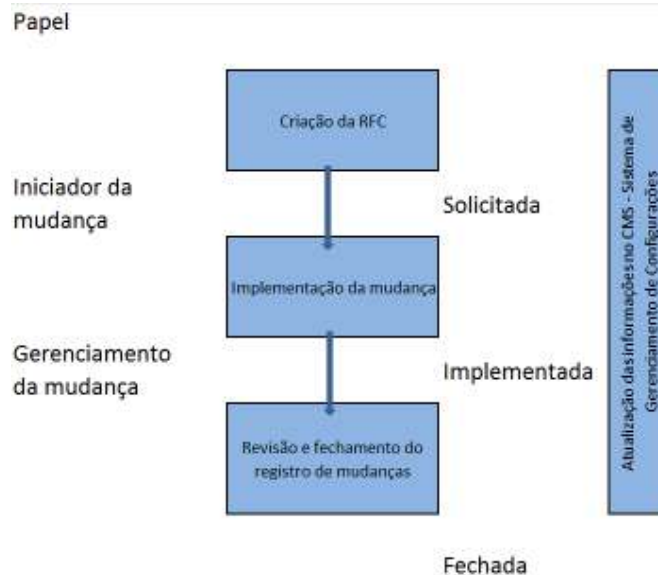 Papel
Criação da RFC
Iniciador da
mudança
Solicitada
Implementação da mudança
Gerenciamento
da mudança
Implementada
Revisão e fechamento do
registro de mudanças
Fechada
Atualização das informações no CMS - Sistema de
Gerenciamento de Configurações